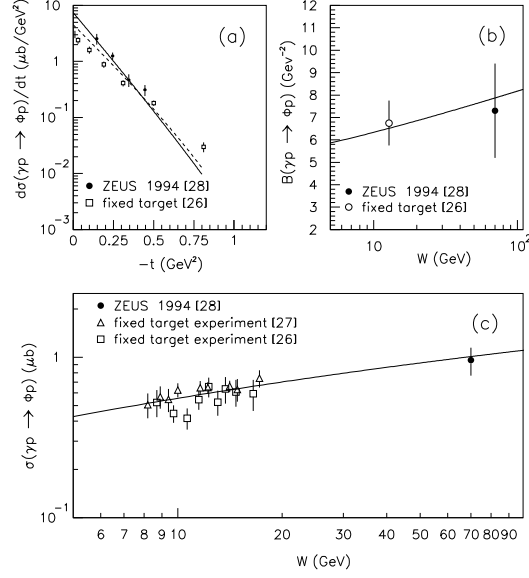 (a)
dσ(γp → Φp)/dt (μb/GeV²)
10
1
10⁻¹
10⁻²
10⁻³
ZEUS 1994 [28]
fixed target [26]
0 0.25 0.5 0.75 1
-t (GeV²)
(b)
B(γp → Φp) (GeV⁻²)
12
11
10
9
8
7
6
5
4
3
2
ZEUS 1994 [28]
fixed target [26]
10 10²
W (GeV)
(c)
σ(γp → Φp) (μb)
ZEUS 1994 [28]
fixed target experiment [27]
fixed target experiment [26]
1
10⁻¹
6 7 8 9 10 20 30 40 50 60 70 80 90
W (GeV)